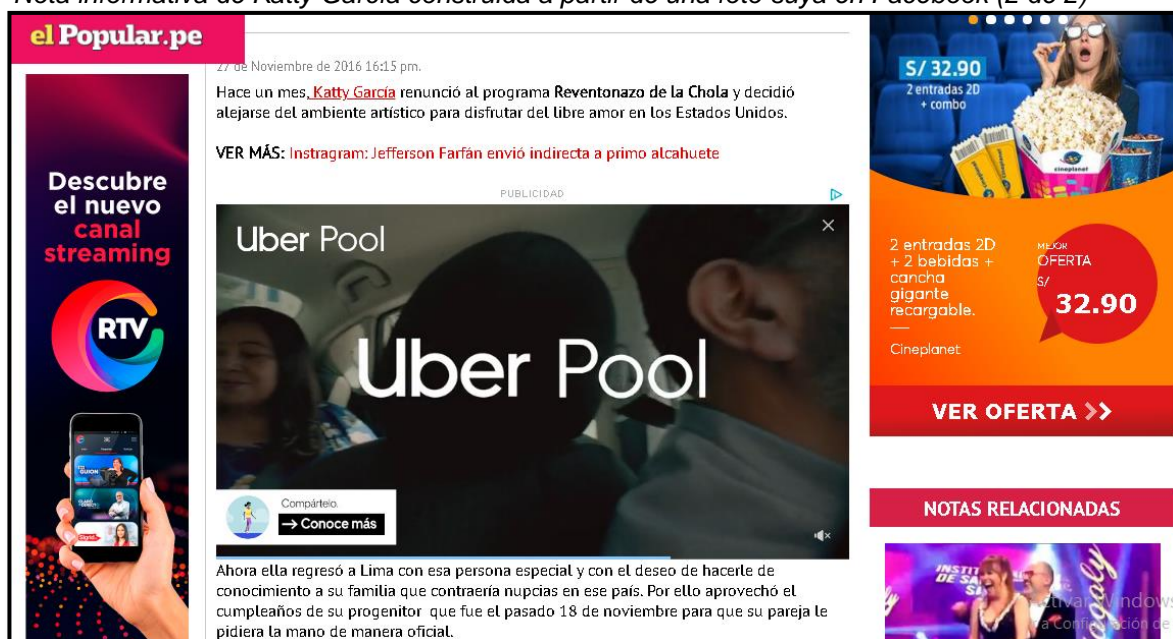 Nota informativa de Katty García construida a partir de una foto suya en Facebook (2 de 2)
el Popular.pe
27 de Noviembre de 2016 16:15 pm.
Hace un mes, Katty García renunció al programa Reventonazo de la Chola y decidió
alejarse del ambiente artístico para disfrutar del libre amor en los Estados Unidos.
VER MÁS: Instragram: Jefferson Farfán envió indirecta a primo alcahuete
PUBLICIDAD
Uber Pool
Uber Pool
Compártelo.
→ Conoce más
Ahora ella regresó a Lima con esa persona especial y con el deseo de hacerle de
conocimiento a su familia que contraería nupcias en ese país. Por ello aprovechó el
cumpleaños de su progenitor que fue el pasado 18 de noviembre para que su pareja le
pidiera la mano de manera oficial.
Descubre
el nuevo
canal
streaming
RTV
S/ 32.90
2 entradas 2D
+ combo
cineplanet
2 entradas 2D
+ 2 bebidas +
cancha
gigante
recargable.
—
Cineplanet
MEJOR
OFERTA
S/
32.90
VER OFERTA >>
NOTAS RELACIONADAS